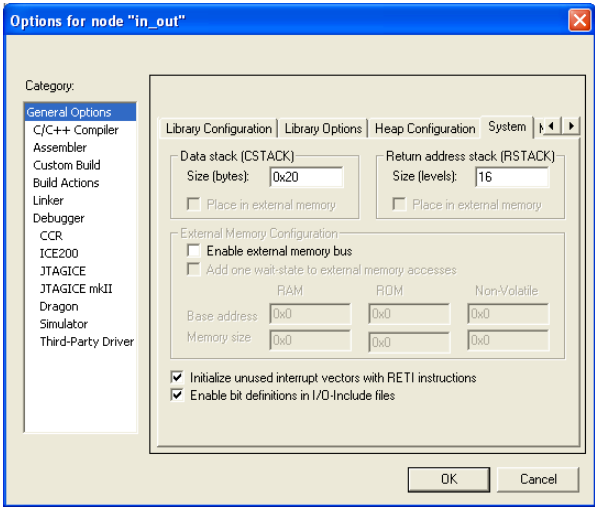 Options for node "in_out"
Category:
General Options
C/C++ Compiler
Assembler
Custom Build
Build Actions
Linker
Debugger
CCR
ICE200
JTAGICE
JTAGICE mkII
Dragon
Simulator
Third-Party Driver
Library Configuration Library Options Heap Configuration System
Data stack (CSTACK)
Size (bytes): 0x20
Place in external memory
Return address stack (RSTACK)
Size (levels): 16
Place in external memory
External Memory Configuration
Enable external memory bus
Add one wait-state to external memory accesses
RAM ROM Non-Volatile
Base address 0x0 0x0 0x0
Memory size 0x0 0x0 0x0
Initialize unused interrupt vectors with RETI instructions
Enable bit definitions in I/O-Include files
OK Cancel